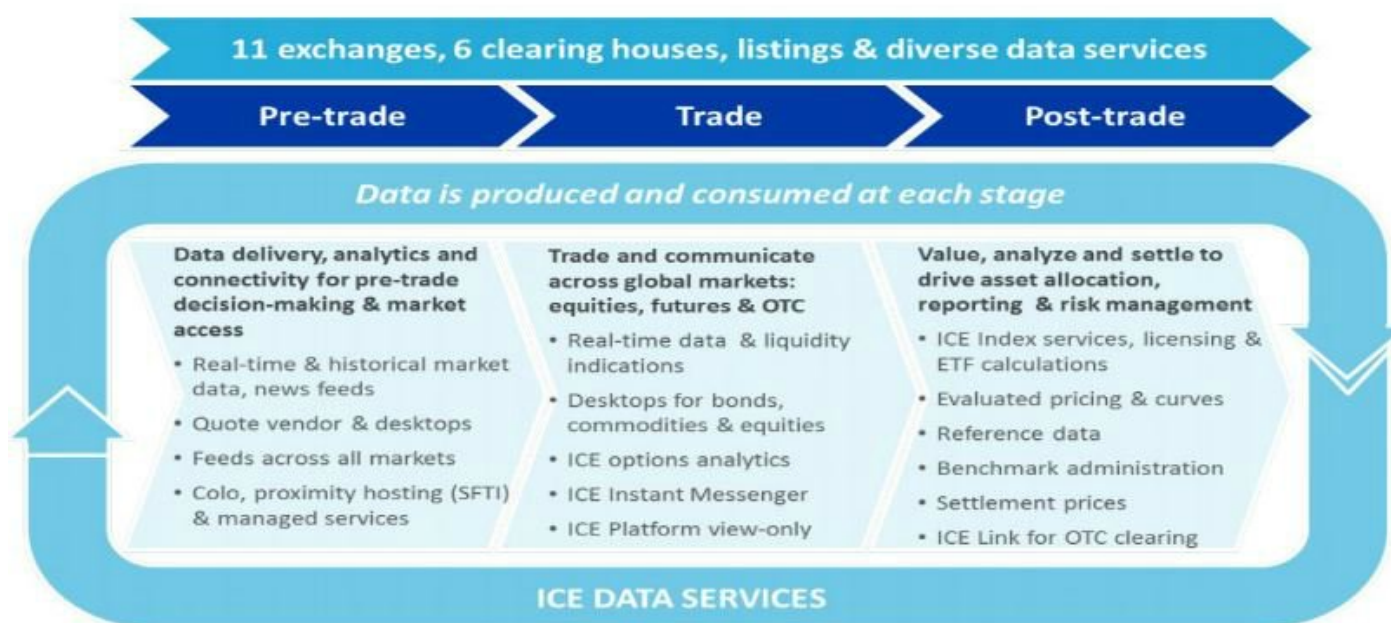 11 exchanges, 6 clearing houses, listings & diverse data services
Pre-trade
Trade
Post-trade
Data is produced and consumed at each stage
Data delivery, analytics and
connectivity for pre-trade
decision-making & market
access
• Real-time & historical market
data, news feeds
• Quote vendor & desktops
• Feeds across all markets
• Colo, proximity hosting (SFTI)
& managed services
Trade and communicate
across global markets:
equities, futures & OTC
• Real-time data & liquidity
indications
• Desktops for bonds,
commodities & equities
• ICE options analytics
• ICE Instant Messenger
• ICE Platform view-only
Value, analyze and settle to
drive asset allocation,
reporting & risk management
• ICE Index services, licensing &
ETF calculations
• Evaluated pricing & curves
• Reference data
• Benchmark administration
• Settlement prices
• ICE Link for OTC clearing
ICE DATA SERVICES